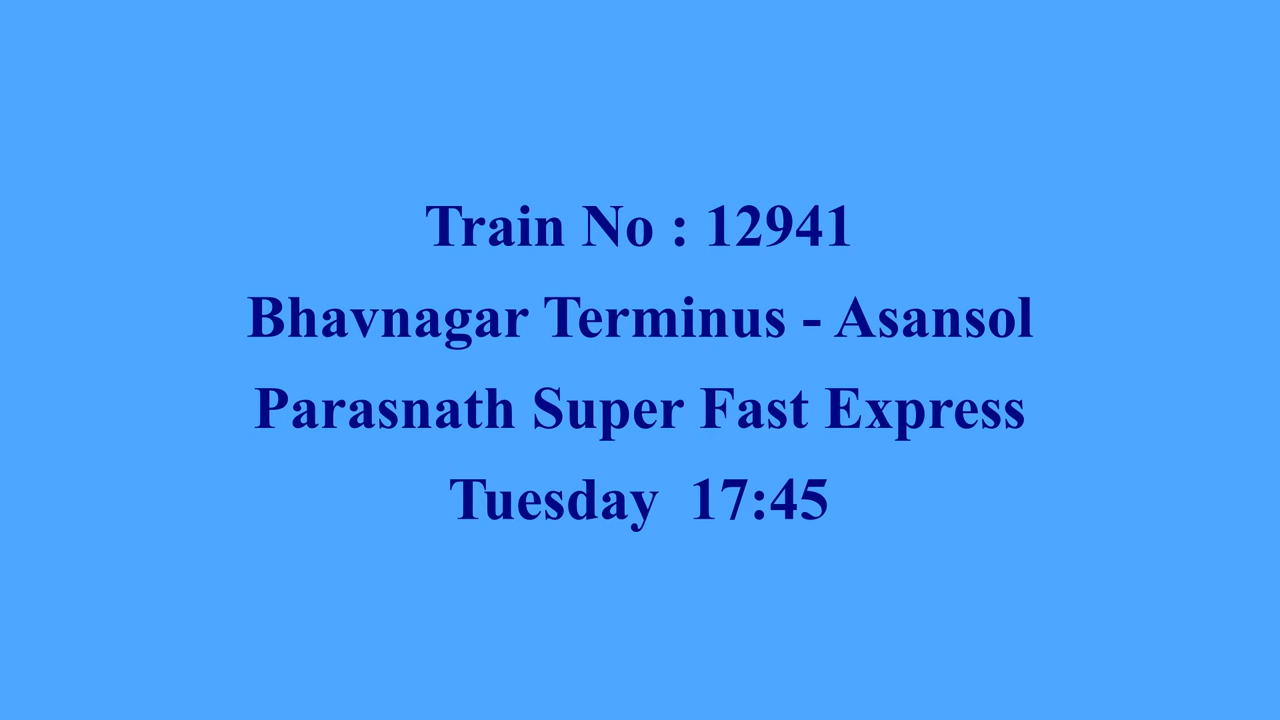 Train No : 12941
Bhavnagar Terminus - Asansol
Parasnath Super Fast Express
Tuesday  17:45